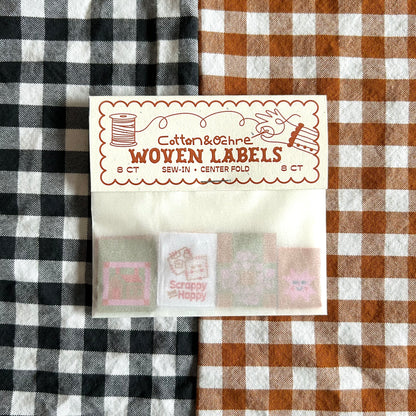 Cotton&Ochre
WOVEN LABELS
8 CT SEW-IN • CENTER FOLD 8 CT
Scrappy
Happy